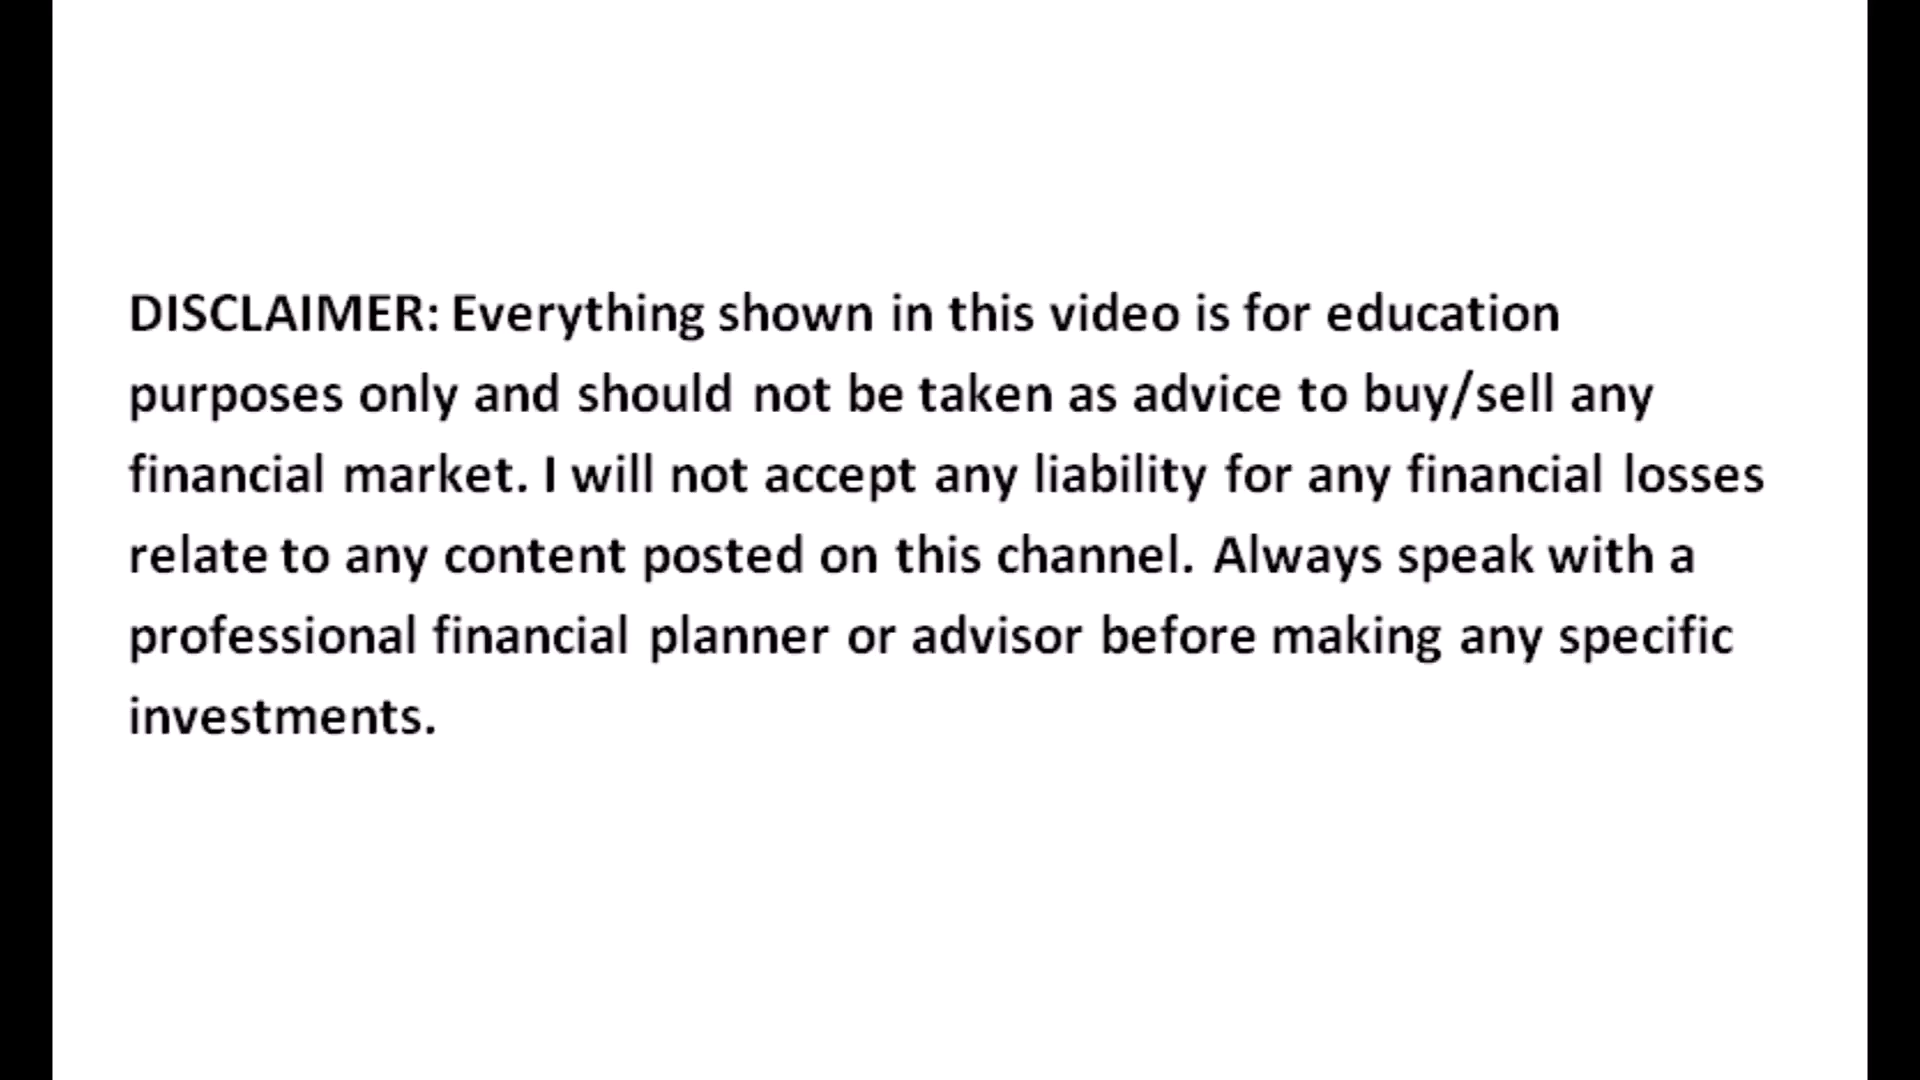 DISCLAIMER: Everything shown in this video is for education
purposes only and should not be taken as advice to buy/sell any
financial market. I will not accept any liability for any financial losses
relate to any content posted on this channel. Always speak with a
professional financial planner or advisor before making any specific
investments.